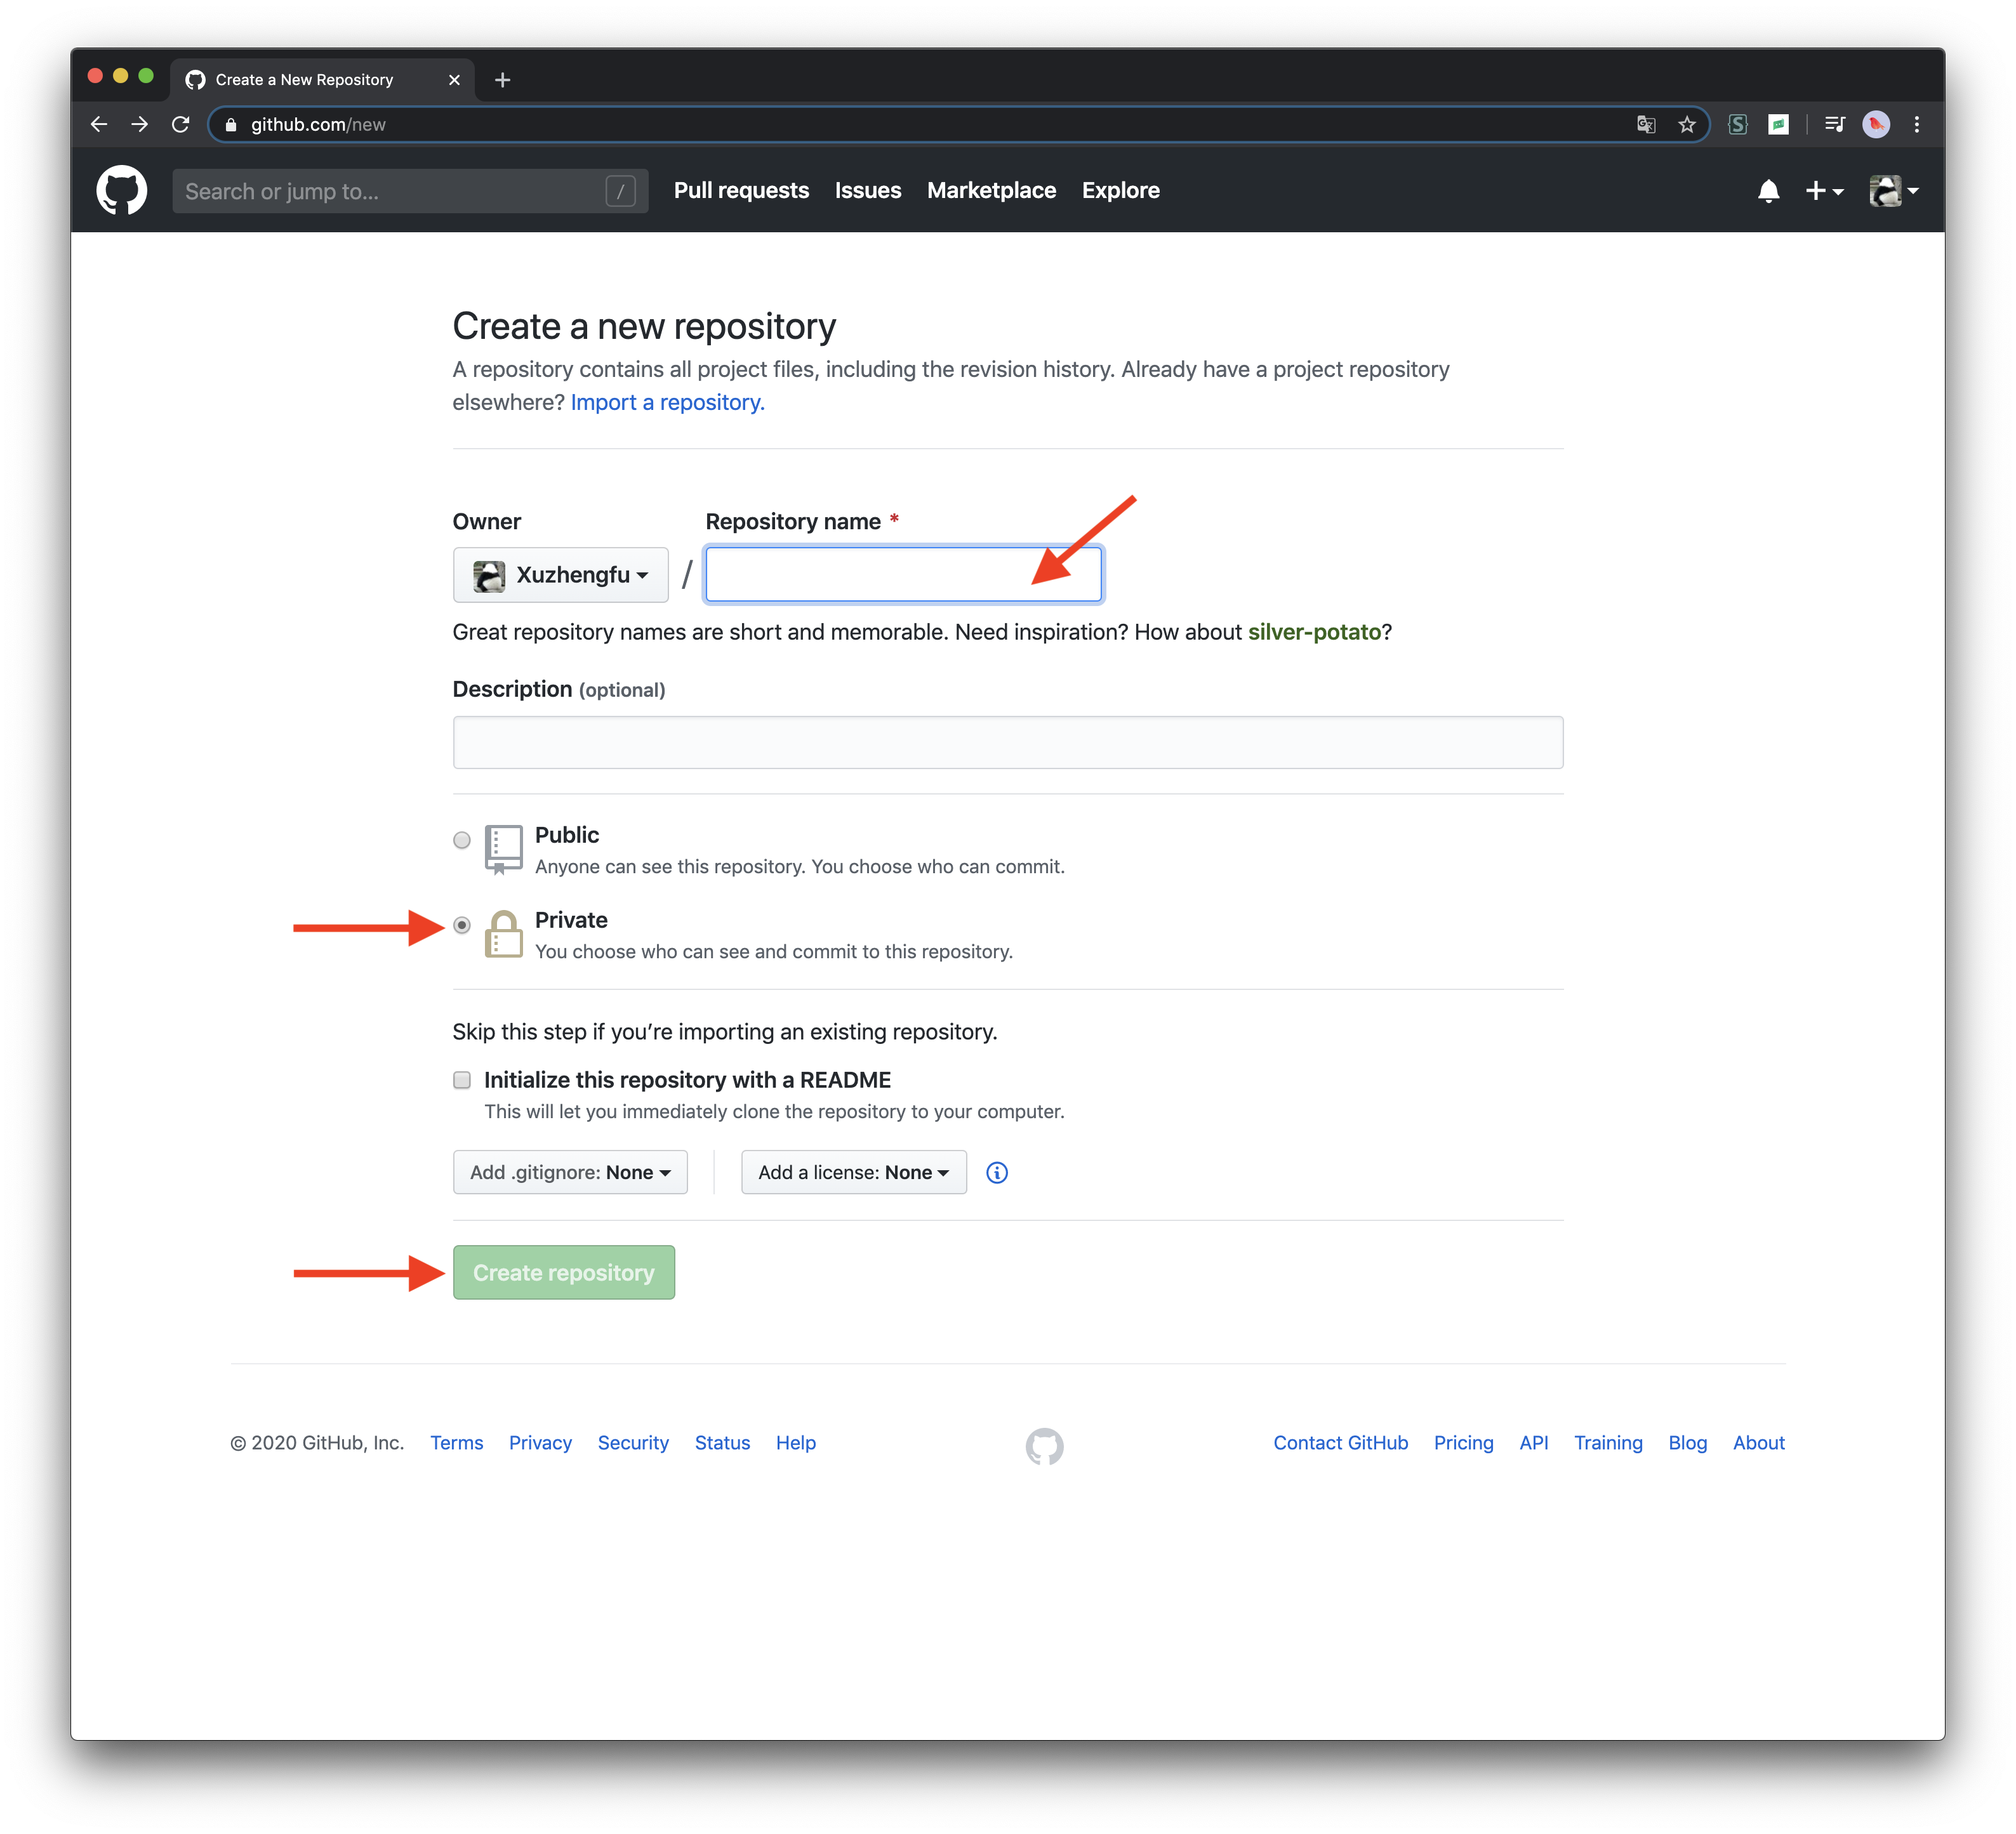 Create a New Repository
github.com/new
Search or jump to... /
Pull requests Issues Marketplace Explore
Create a new repository
A repository contains all project files, including the revision history. Already have a project repository
elsewhere? Import a repository.
Owner Repository name *
Xuzhengfu /
Great repository names are short and memorable. Need inspiration? How about silver-potato?
Description (optional)
Public
Anyone can see this repository. You choose who can commit.
Private
You choose who can see and commit to this repository.
Skip this step if you’re importing an existing repository.
Initialize this repository with a README
This will let you immediately clone the repository to your computer.
Add .gitignore: None Add a license: None
Create repository
© 2020 GitHub, Inc. Terms Privacy Security Status Help Contact GitHub Pricing API Training Blog About